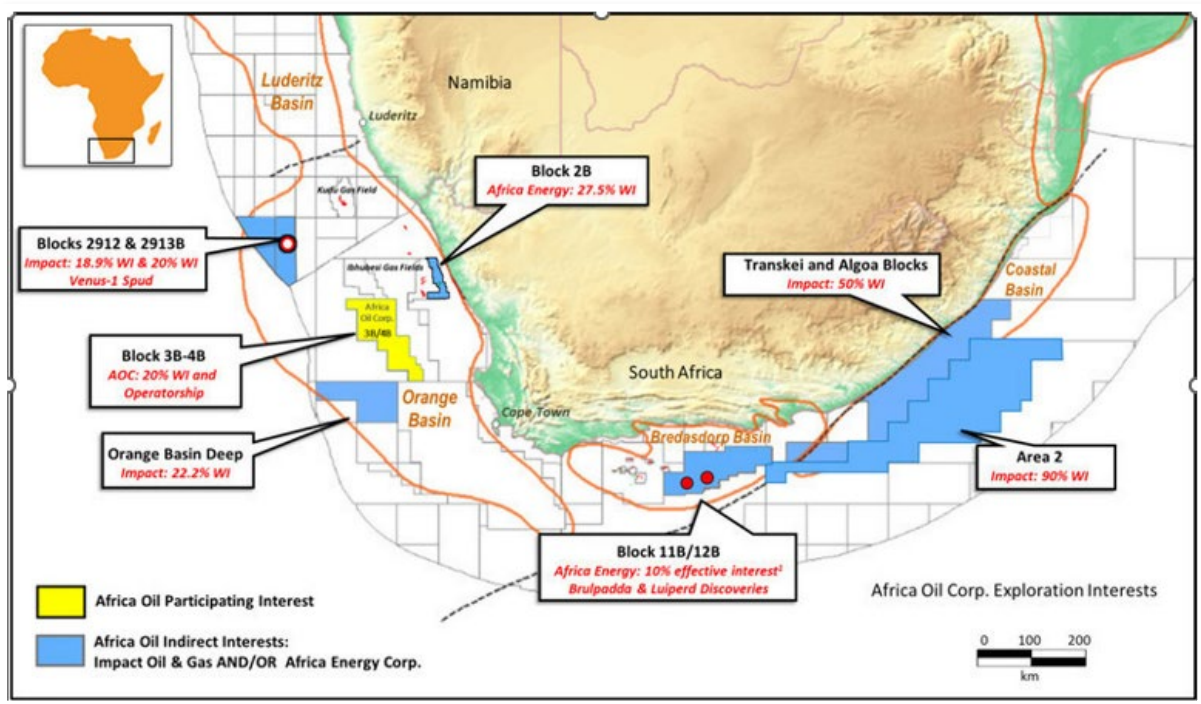 Luderitz
Basin
Namibia
Luderitz
Kudu Gas Field
Block 2B
Africa Energy: 27.5% WI
Blocks 2912 & 2913B
Impact: 18.9% WI & 20% WI
Venus-1 Spud
Ibhubesi Gas Fields
Transkei and Algoa Blocks
Impact: 50% WI
Coastal
Basin
Africa
Oil Corp.
3B/4B
Block 3B-4B
AOC: 20% WI and
Operatorship
South Africa
Orange
Basin
Cape Town
Bredasdorp Basin
Orange Basin Deep
Impact: 22.2% WI
Area 2
Impact: 90% WI
Block 11B/12B
Africa Energy: 10% effective interest¹
Brulpadda & Luiperd Discoveries
Africa Oil Participating Interest
Africa Oil Corp. Exploration Interests
Africa Oil Indirect Interests:
Impact Oil & Gas AND/OR Africa Energy Corp.
0 100 200
km